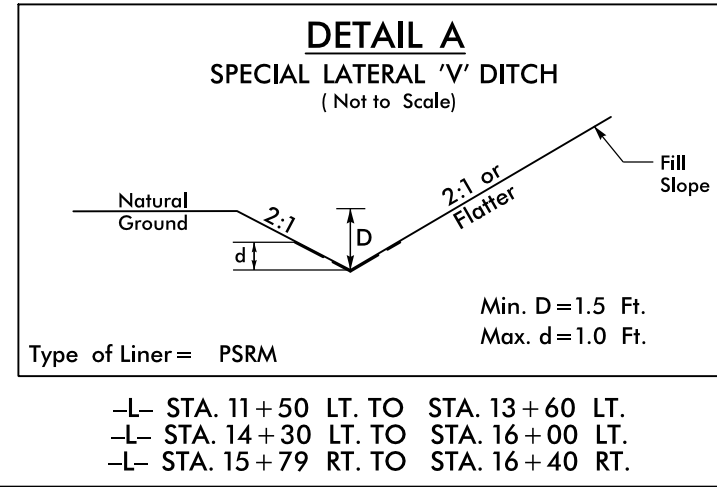 DETAIL A
SPECIAL LATERAL 'V' DITCH
( Not to Scale)
Natural
Ground
2:1
d
D
2:1 or
Flatter
Fill
Slope
Min. D=1.5 Ft.
Max. d=1.0 Ft.
Type of Liner= PSRM
–L– STA. 11+50 LT. TO STA. 13+60 LT.
–L– STA. 14+30 LT. TO STA. 16+00 LT.
–L– STA. 15+79 RT. TO STA. 16+40 RT.